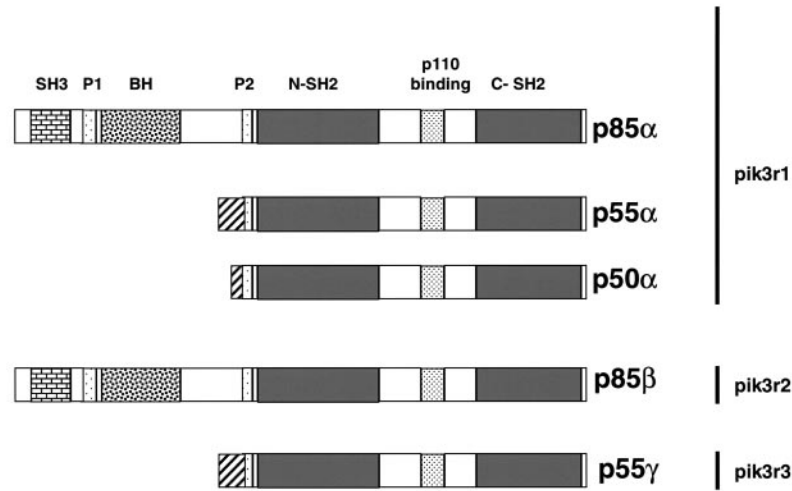 p110
SH3 P1 BH P2 N-SH2 binding C- SH2
p85α
pik3r1
p55α
p50α
p85β
pik3r2
p55γ
pik3r3